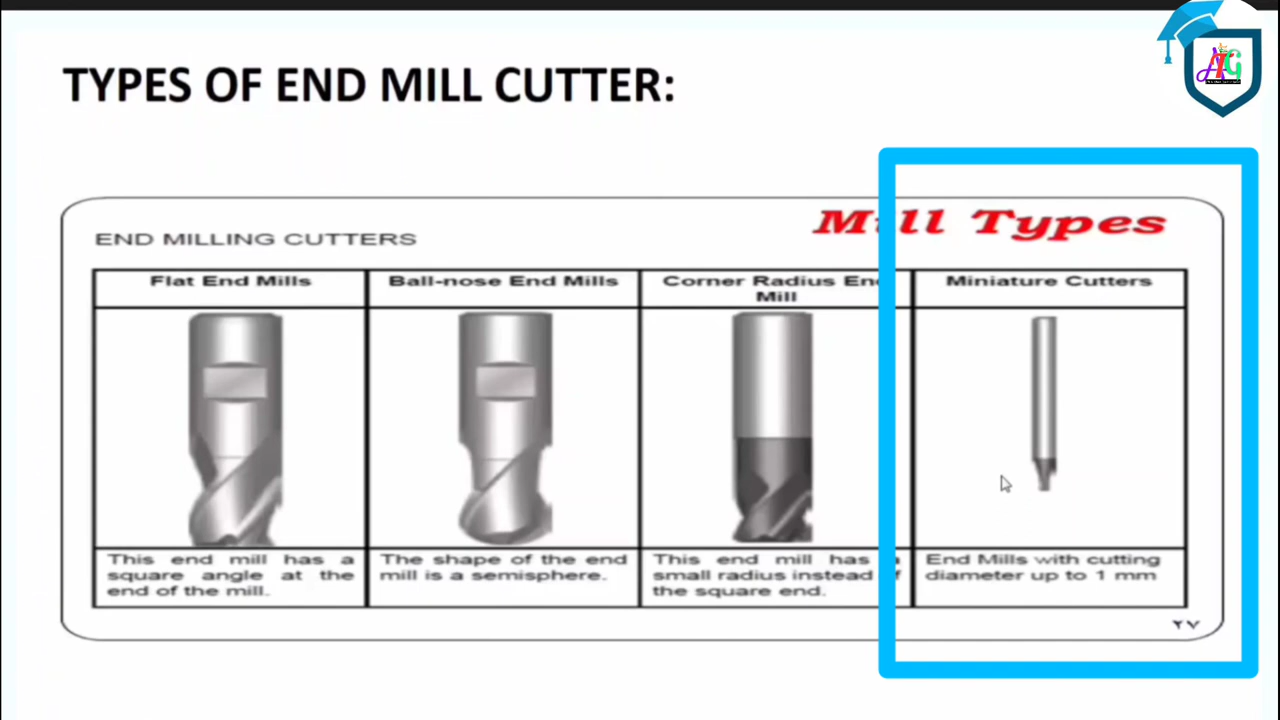 TYPES OF END MILL CUTTER:
Mill Types
END MILLING CUTTERS
Flat End Mills
Ball-nose End Mills
Corner Radius End
Mill
Miniature Cutters
This end mill has a
square angle at the
end of the mill.
The shape of the end
mill is a semisphere.
This end mill has
small radius instead of
the square end.
End Mills with cutting
diameter up to 1 mm
٢٧